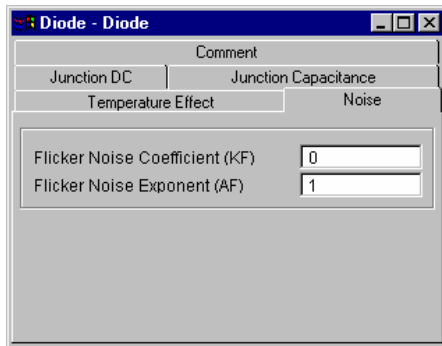 Diode - Diode
Comment
Junction DC
Junction Capacitance
Temperature Effect
Noise
Flicker Noise Coefficient (KF)
0
Flicker Noise Exponent (AF)
1